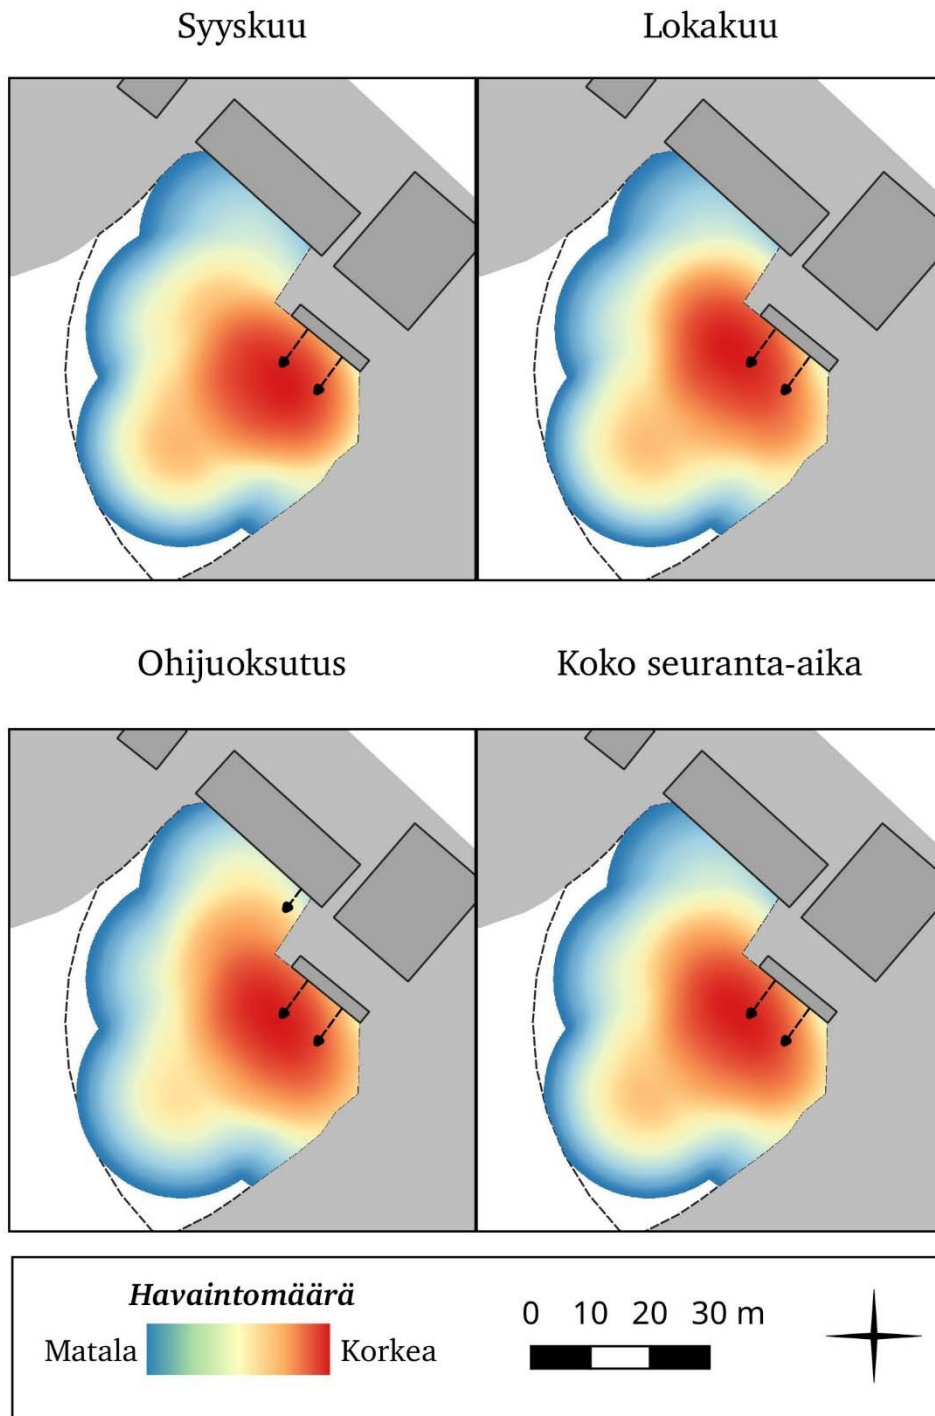 Syyskuu
Lokakuu
Ohijuoksutus
Koko seuranta-aika
Havaintomäärä
Matala
Korkea
0 10 20 30 m